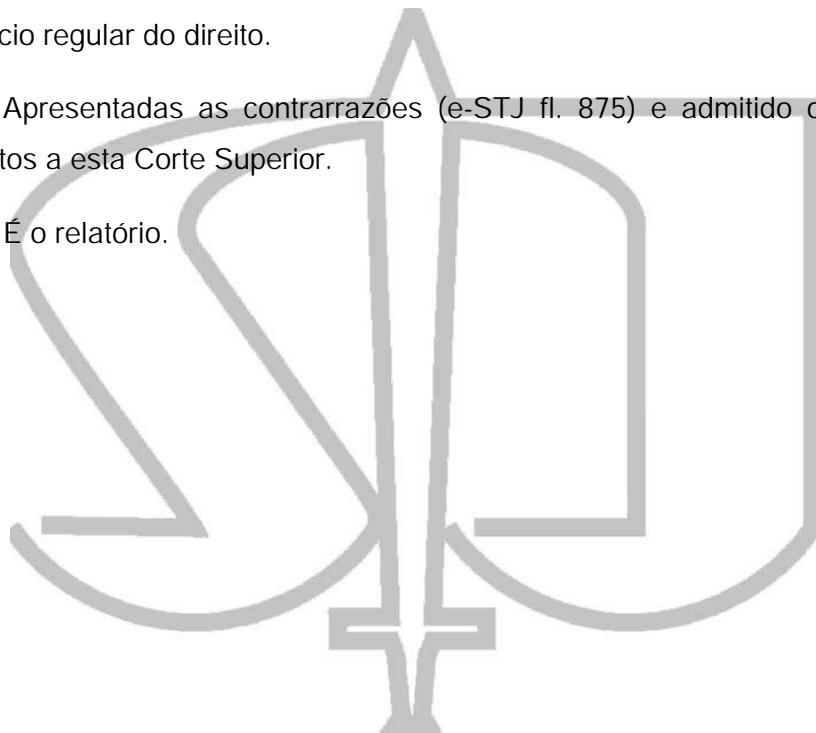 cio regular do direito.
Apresentadas as contrarrazões (e-STJ fl. 875) e admitido
tos a esta Corte Superior.
É o relatório.